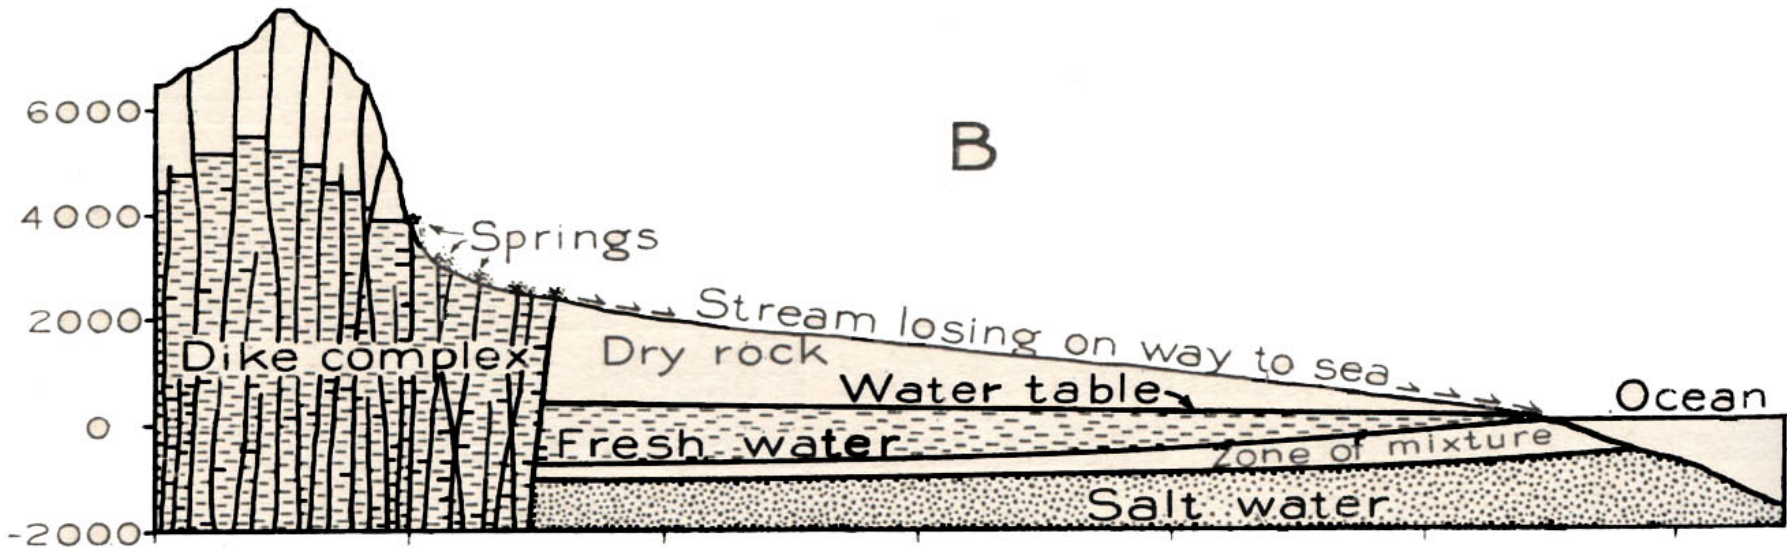 6000
B
4000
Springs
2000
Stream losing on way to sea
Dike complex
Dry rock
Water table
Ocean
0
Fresh water
Zone of mixture
Salt water
-2000